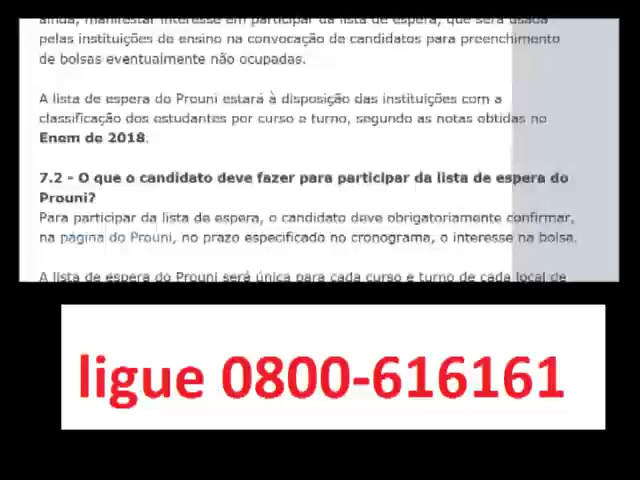 ainda, manifestar interesse em participar da lista de espera, que será usada
pelas instituições de ensino na convocação de candidatos para preenchimento
de bolsas eventualmente não ocupadas.
A lista de espera do Prouni estará à disposição das instituições com a
classificação dos estudantes por curso e turno, segundo as notas obtidas no
Enem de 2018.
7.2 - O que o candidato deve fazer para participar da lista de espera do
Prouni?
Para participar da lista de espera, o candidato deve obrigatoriamente confirmar,
na página do Prouni, no prazo especificado no cronograma, o interesse na bolsa.
A lista de espera do Prouni será única para cada curso e turno de cada local de
ligue 0800-616161